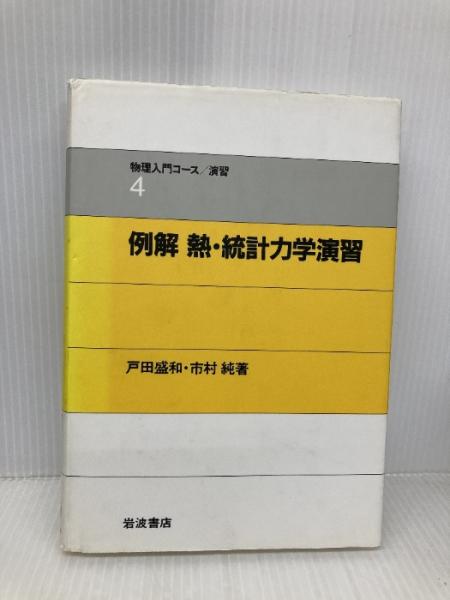 物理入門コース/演習
4
例解 熱・統計力学演習
戸田盛和・市村 純著
岩波書店